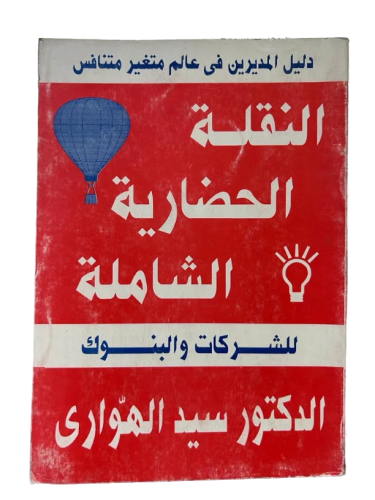 دليل المديرين فى عالم متغير متنافس
النقلة
الحضارية
الشاملة
للشركات والبنوك
الدكتور سيد الهوّارى